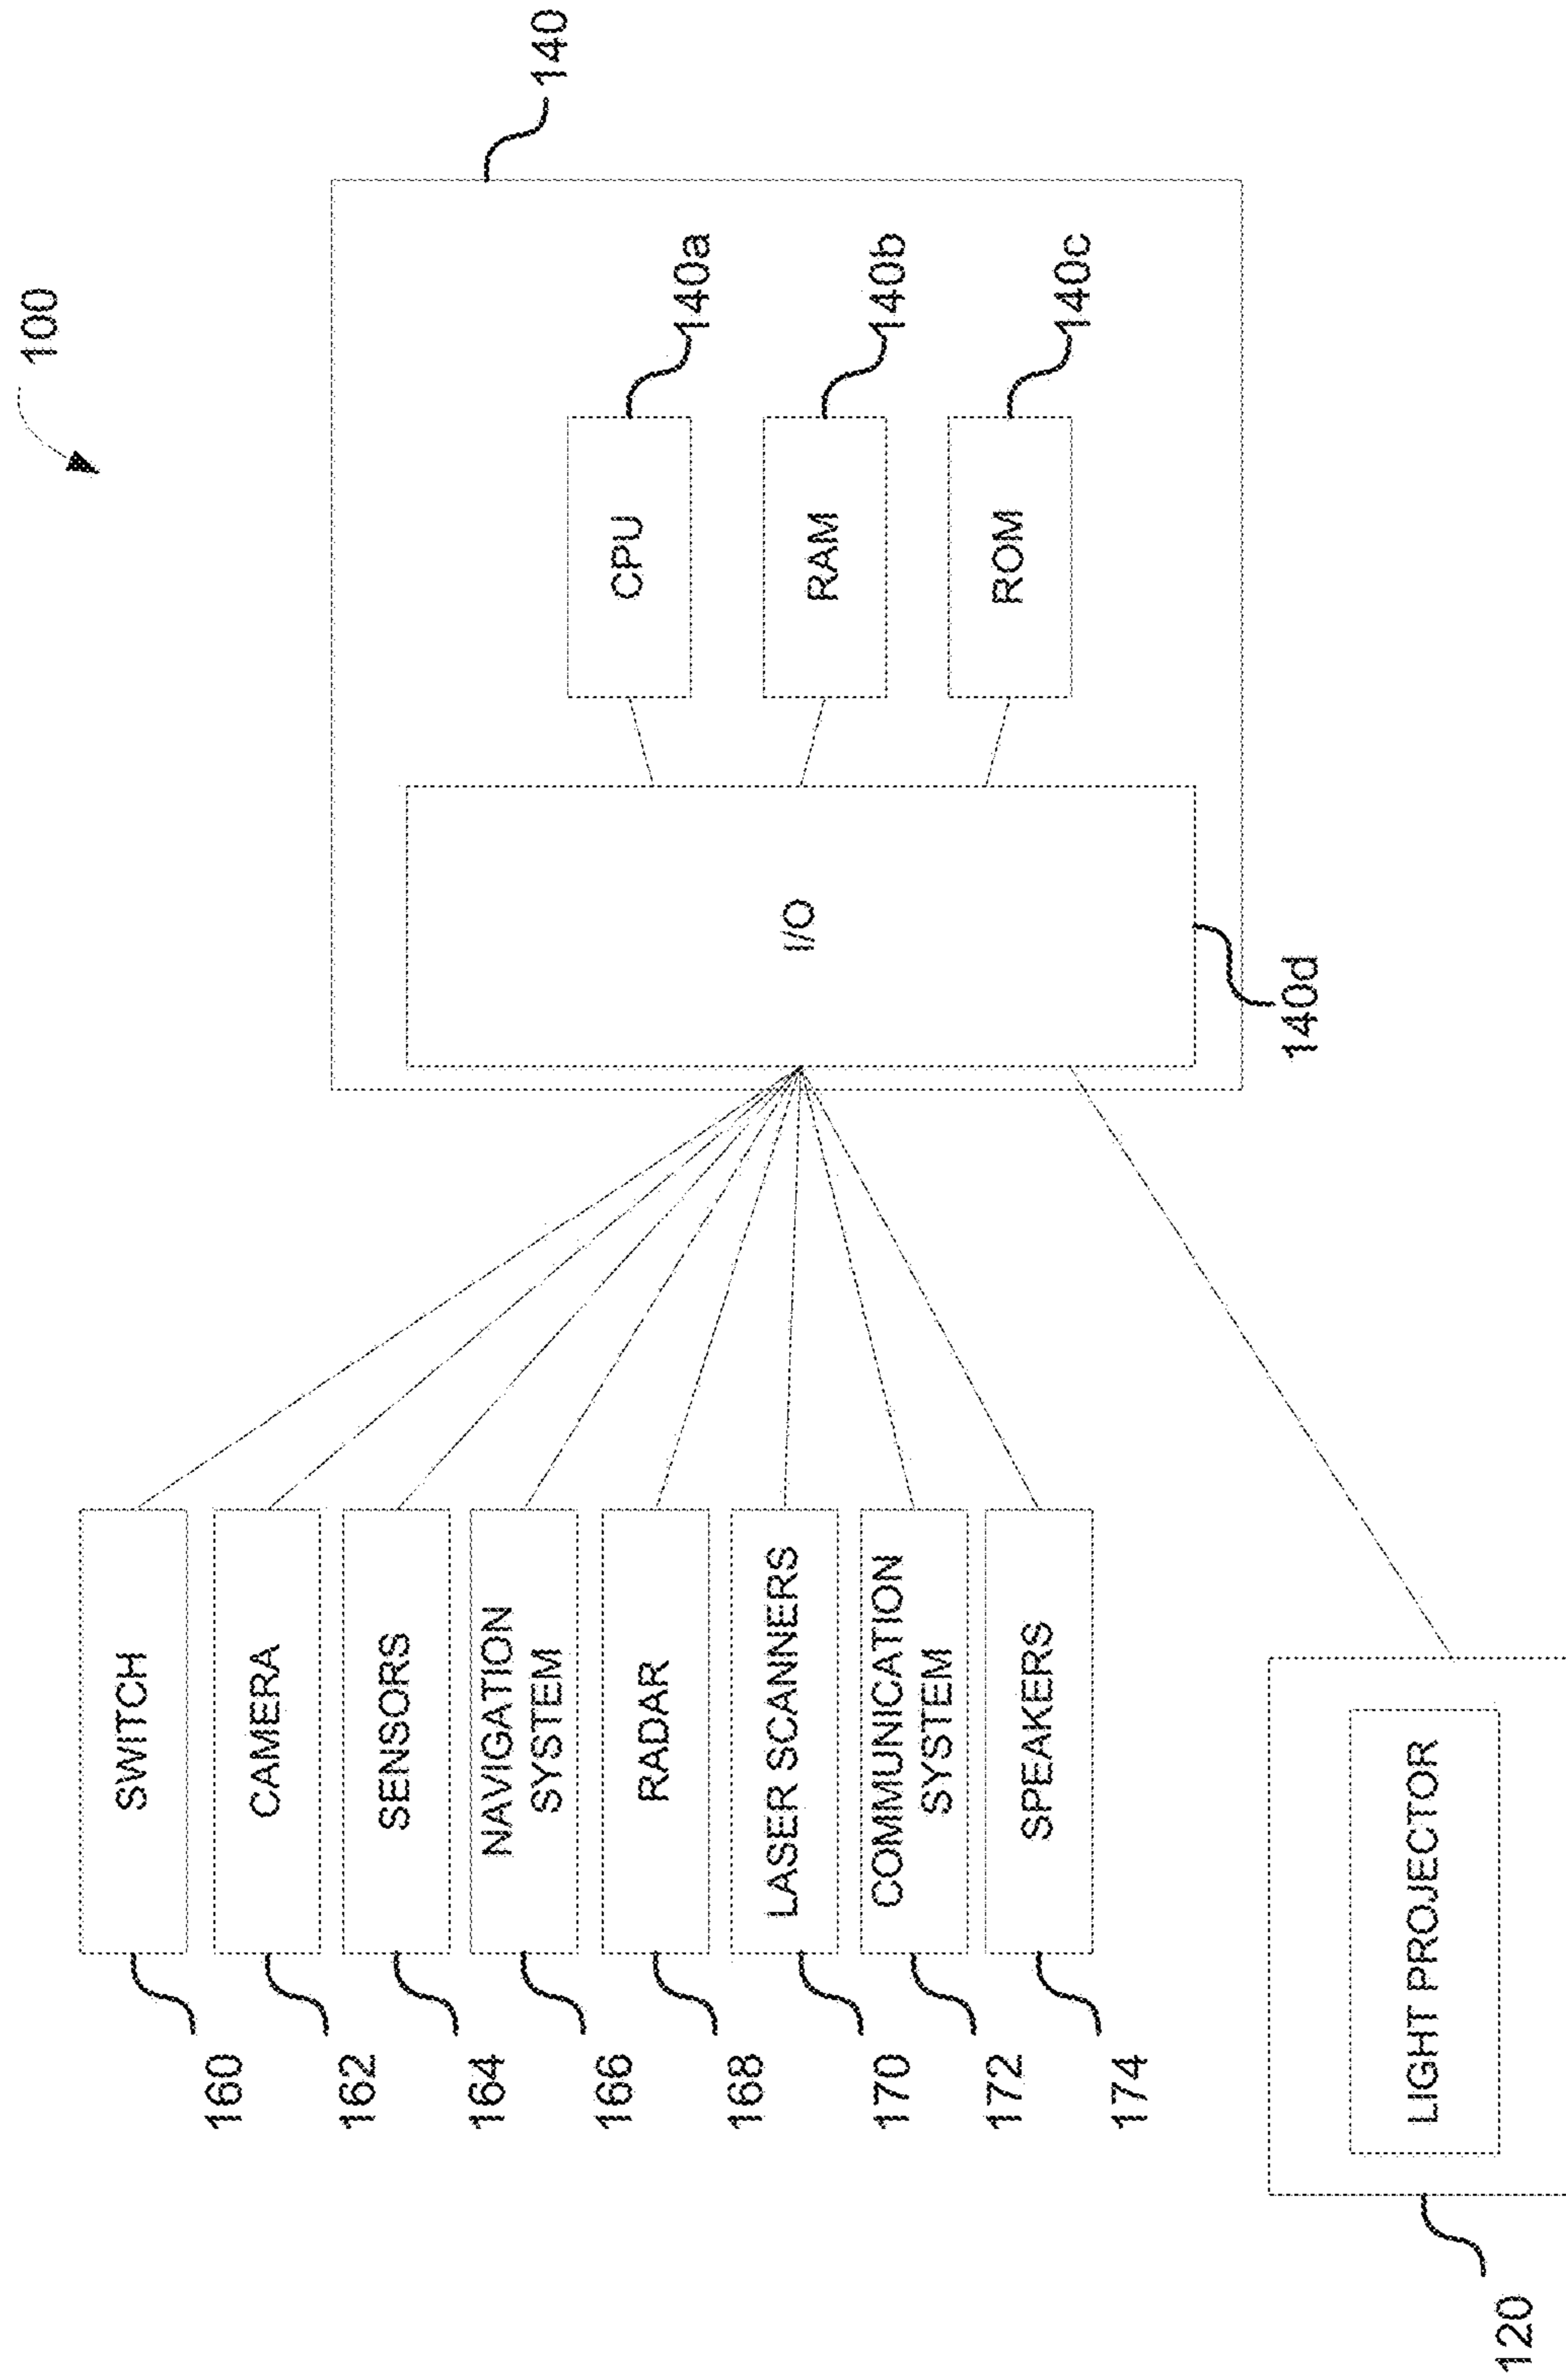 100
160
SWITCH
162
CAMERA
164
SENSORS
166
NAVIGATION
SYSTEM
168
RADAR
170
LASER SCANNERS
172
COMMUNICATION
SYSTEM
174
SPEAKERS
120
LIGHT PROJECTOR
140
I/O
140d
CPU
140a
RAM
140b
ROM
140c